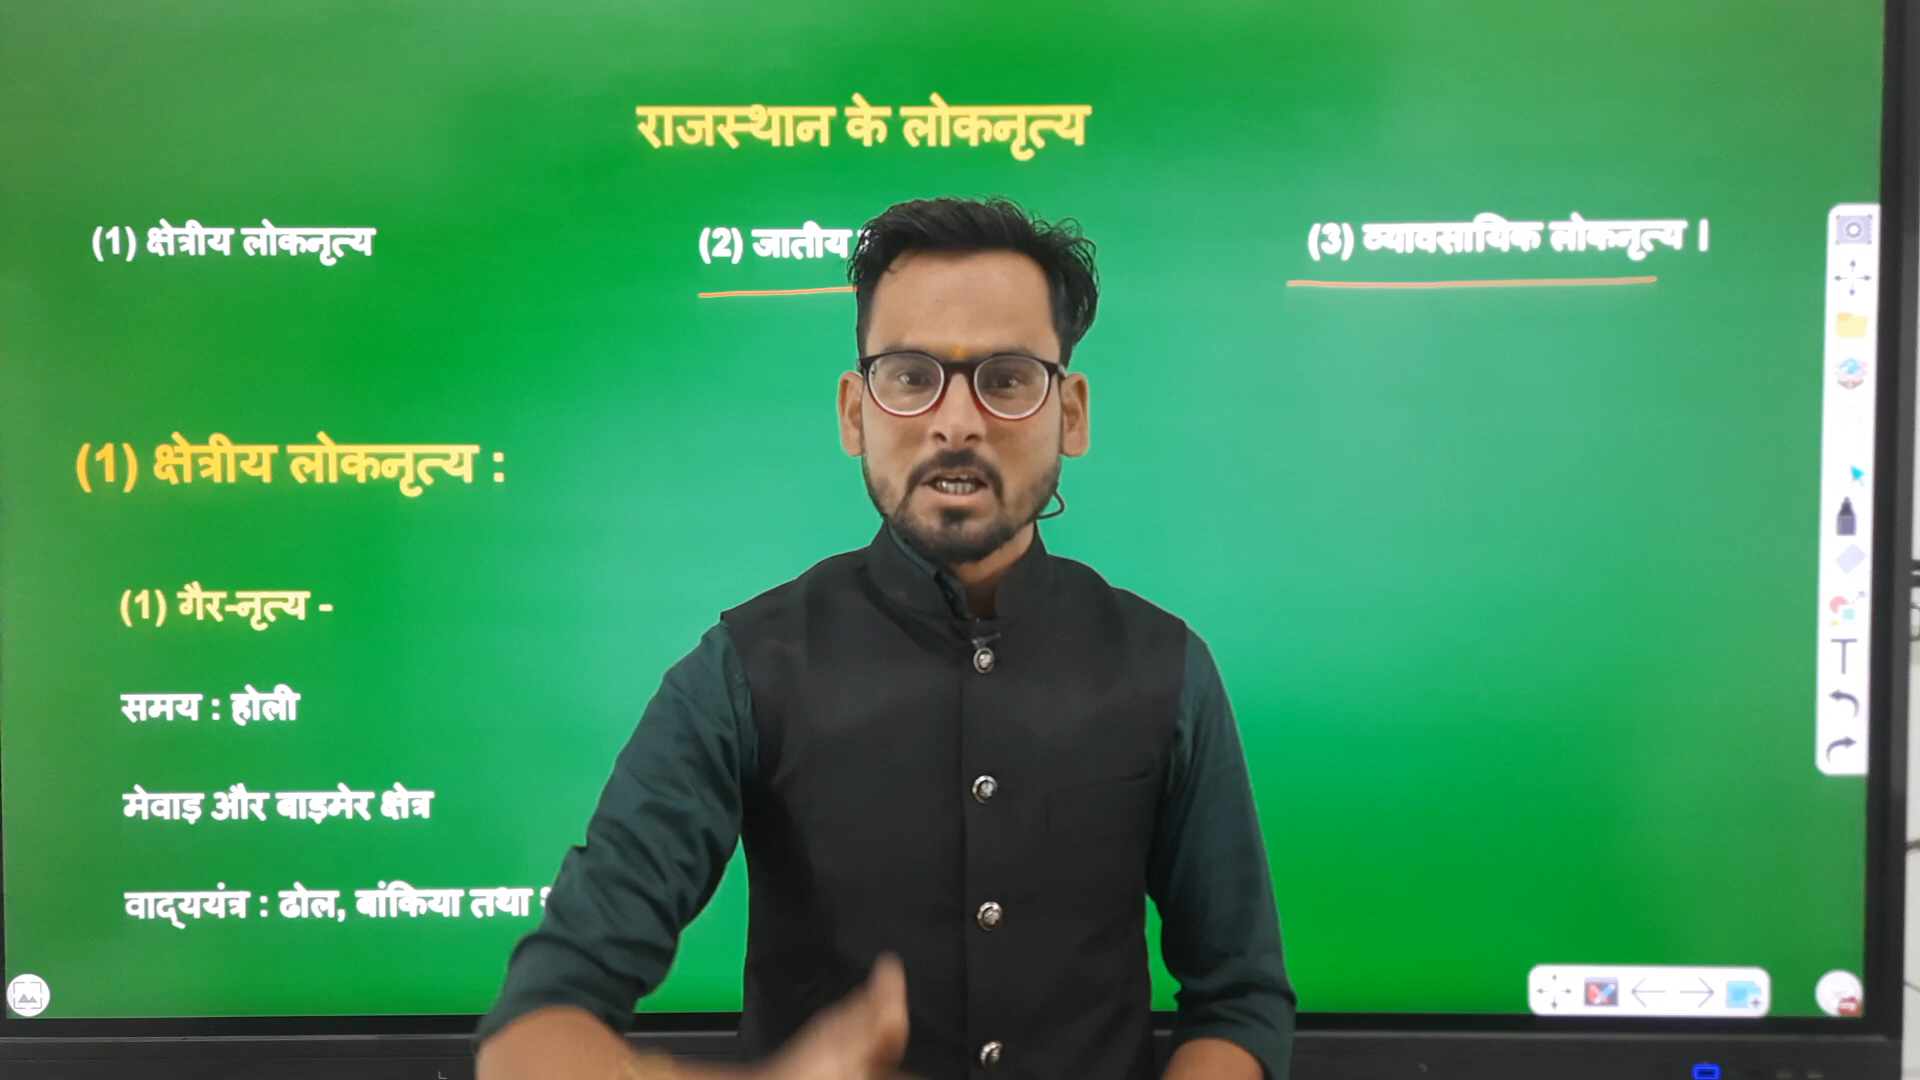 राजस्थान के लोकनृत्य
(1) क्षेत्रीय लोकनृत्य (2) जातीय (3) व्यावसायिक लोकनृत्य ।
(1) क्षेत्रीय लोकनृत्य :
(1) गैर-नृत्य -
समय : होली
मेवाड़ और बाड़मेर क्षेत्र
वाद्ययंत्र : ढोल, बांकिया तथा